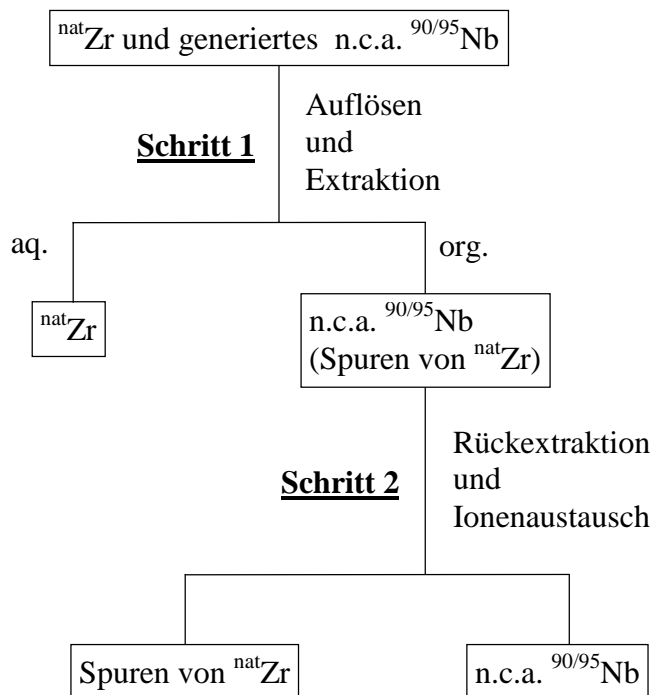 natZr und generiertes n.c.a. 90/95Nb
Auflösen
Schritt 1
und
Extraktion
aq.
org.
natZr
n.c.a. 90/95Nb
(Spuren von natZr)
Rückextraktion
Schritt 2
und
Ionenaustausch
Spuren von natZr
n.c.a. 90/95Nb